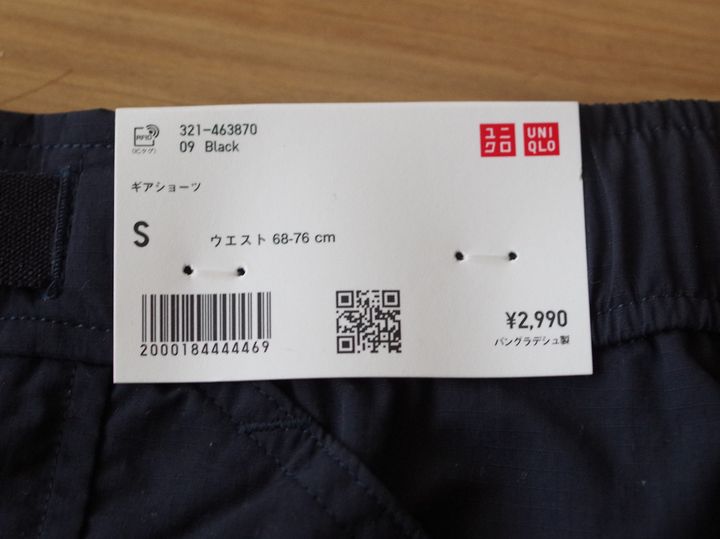 RFID
(ICタグ)
321-463870
09 Black
ユニ
クロ
UNI
QLO
ギアショーツ
S
ウエスト 68-76 cm
2000184444469
¥2,990
バングラデシュ製